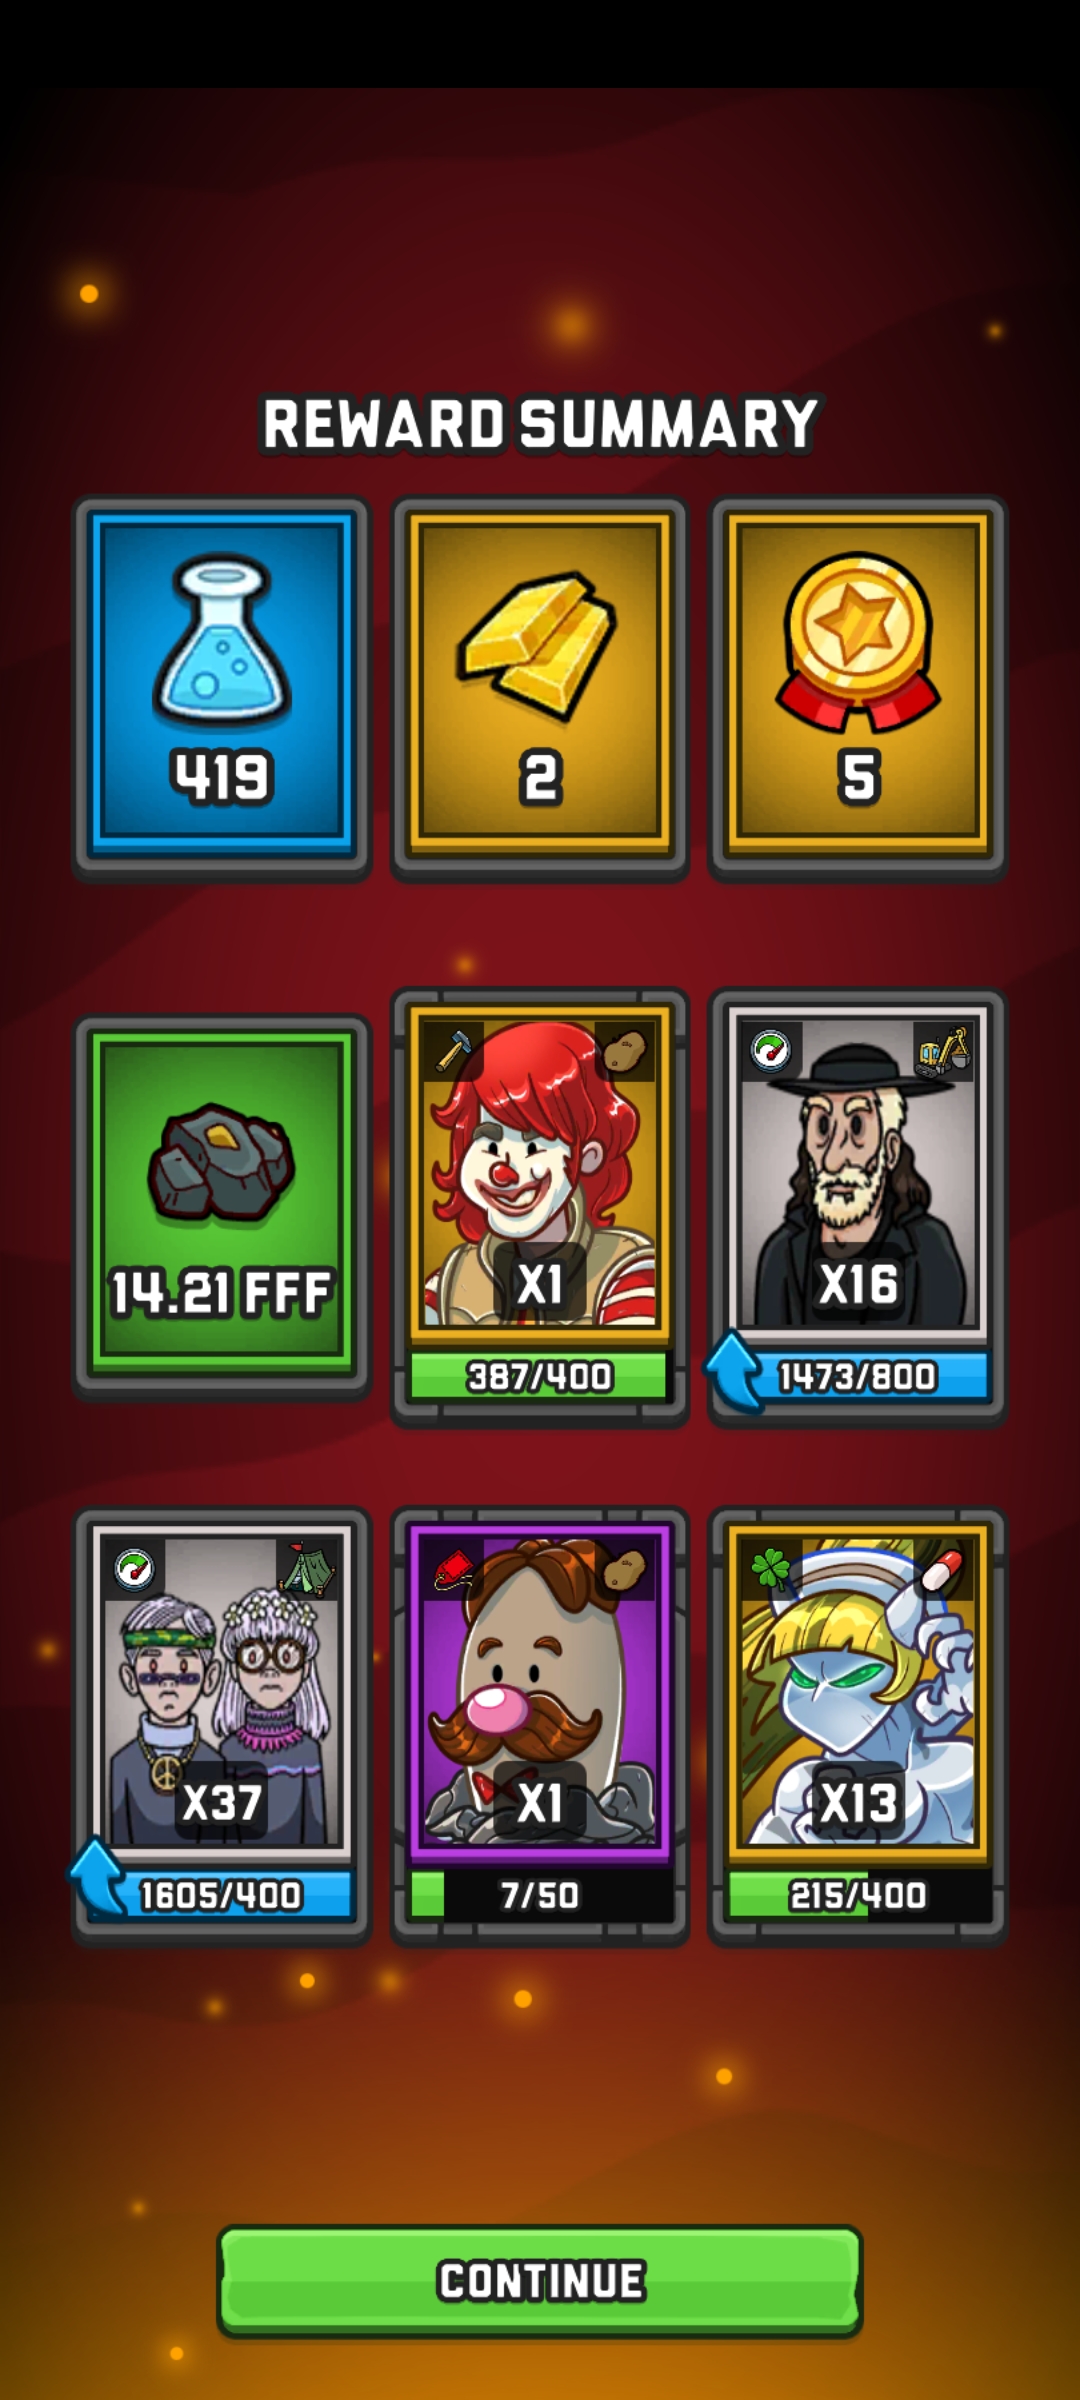 REWARD SUMMARY
419
2
5
14.21 FFF
X1
387/400
X16
1473/800
X37
1605/400
X1
7/50
X13
215/400
CONTINUE